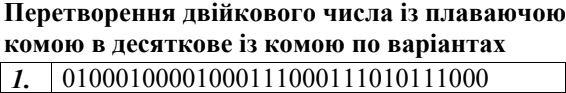 Перетворення двійкового числа із плаваючою
комою в десяткове із комою по варіантах
1. 01000100001000111000111010111000